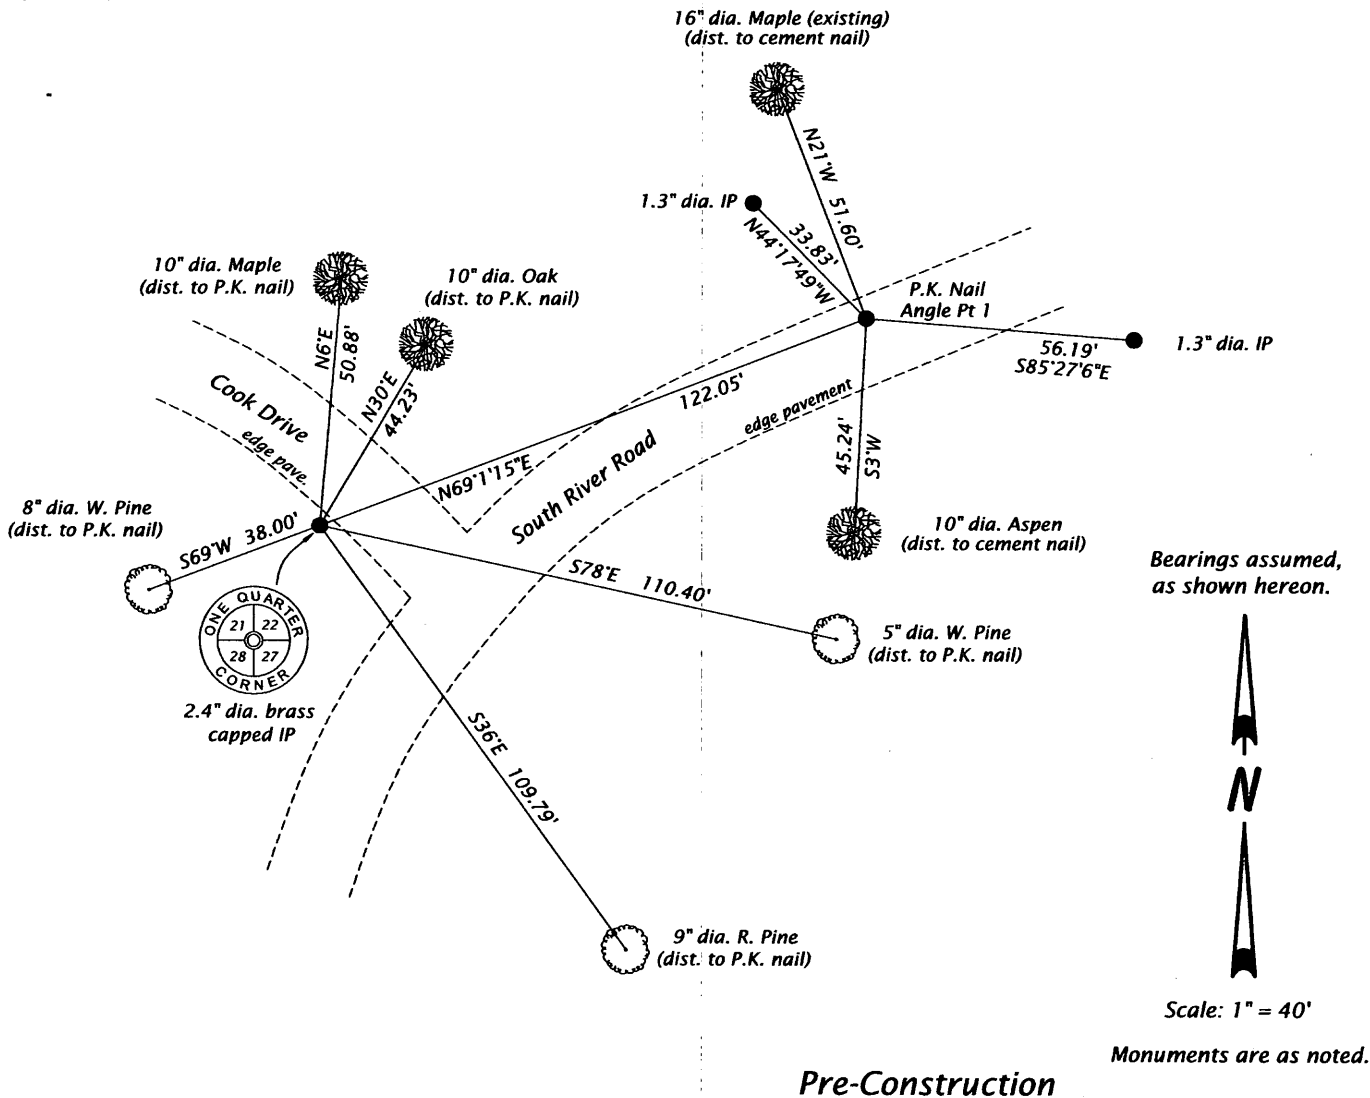 16" dia. Maple (existing)
(dist. to cement nail)
N21°W 51.60'
1.3" dia. IP
33.83'
N44°17'49"W
10" dia. Maple
(dist. to P.K. nail)
10" dia. Oak
(dist. to P.K. nail)
P.K. Nail
Angle Pt 1
N6°E
50.88'
N30°E
44.23'
56.19'
S85°27'6"E
1.3" dia. IP
Cook Drive
edge pave.
122.05'
N69°1'15"E
edge pavement
South River Road
45.24'
S3°W
8" dia. W. Pine
(dist. to P.K. nail)
S69°W 38.00'
10" dia. Aspen
(dist. to cement nail)
S78°E 110.40'
Bearings assumed,
as shown hereon.
ONE QUARTER
21 22
28 27
CORNER
2.4" dia. brass
capped IP
5" dia. W. Pine
(dist. to P.K. nail)
S36°E 109.79'
N
9" dia. R. Pine
(dist. to P.K. nail)
Scale: 1" = 40'
Monuments are as noted.
Pre-Construction